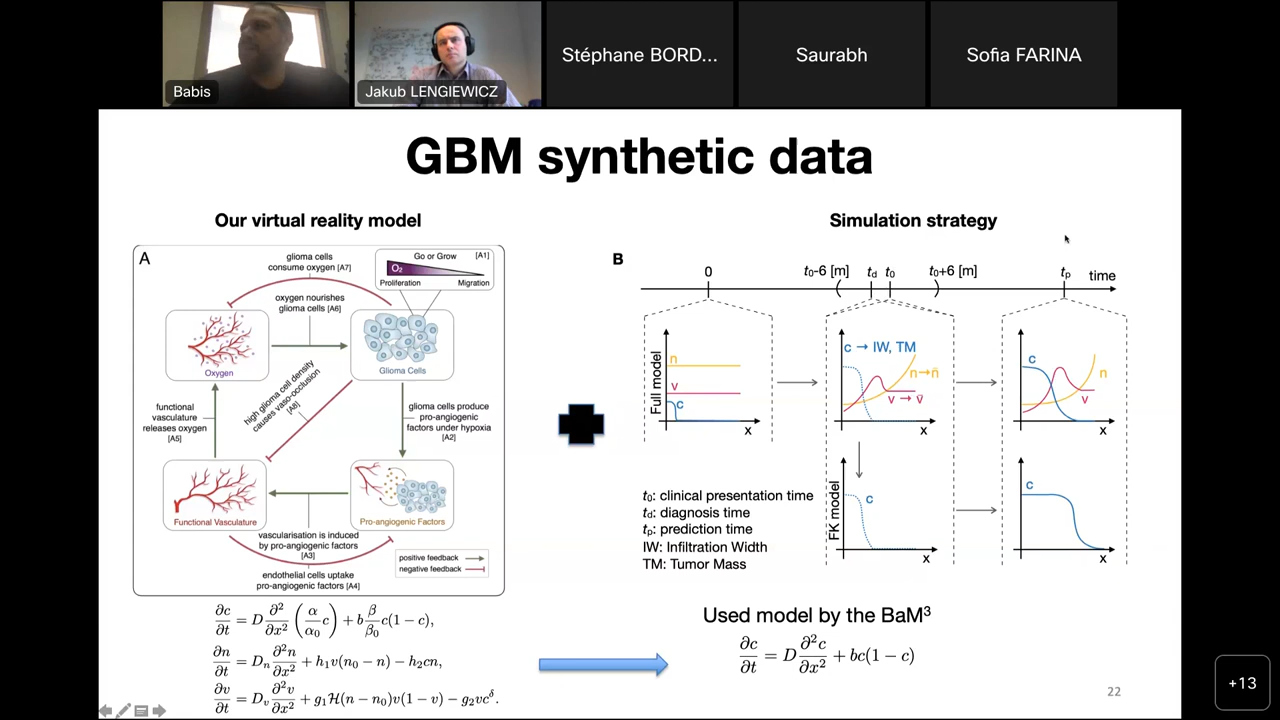 Babis
Jakub LENGIEWICZ
Stéphane BORD...
Saurabh
Sofia FARINA
GBM synthetic data
Our virtual reality model
A
glioma cells
consume oxygen [A7]
Go or Grow [A1]
O₂
Proliferation Migration
oxygen nourishes
glioma cells [A6]
Oxygen
Glioma Cells
high glioma cell density
causes vaso-occlusion
[A8]
functional
vasculature
releases oxygen
[A5]
glioma cells produce
pro-angiogenic
factors under hypoxia
[A2]
Functional Vasculature
Pro-angiogenic Factors
vascularisation is induced
by pro-angiogenic factors
[A3]
endothelial cells uptake
pro-angiogenic factors [A4]
positive feedback
negative feedback
∂c/∂t = D ∂²/∂x² (α/α₀ c) + b β/β₀ c(1 − c),
∂n/∂t = Dₙ ∂²n/∂x² + h₁v(n₀ − n) − h₂cn,
∂v/∂t = Dᵥ ∂²v/∂x² + g₁ℋ(n − n₀)v(1 − v) − g₂vc^δ.
Simulation strategy
B
0 t₀-6 [m] t_d t₀ t₀+6 [m] t_p time
Full model
n
v
c
x
c → IW, TM
n→n̄
v → v̄
x
c
n
v
x
t₀: clinical presentation time
t_d: diagnosis time
t_p: prediction time
IW: Infiltration Width
TM: Tumor Mass
FK model
c
x
c
x
Used model by the BaM³
∂c/∂t = D ∂²c/∂x² + bc(1 − c)
22
+13